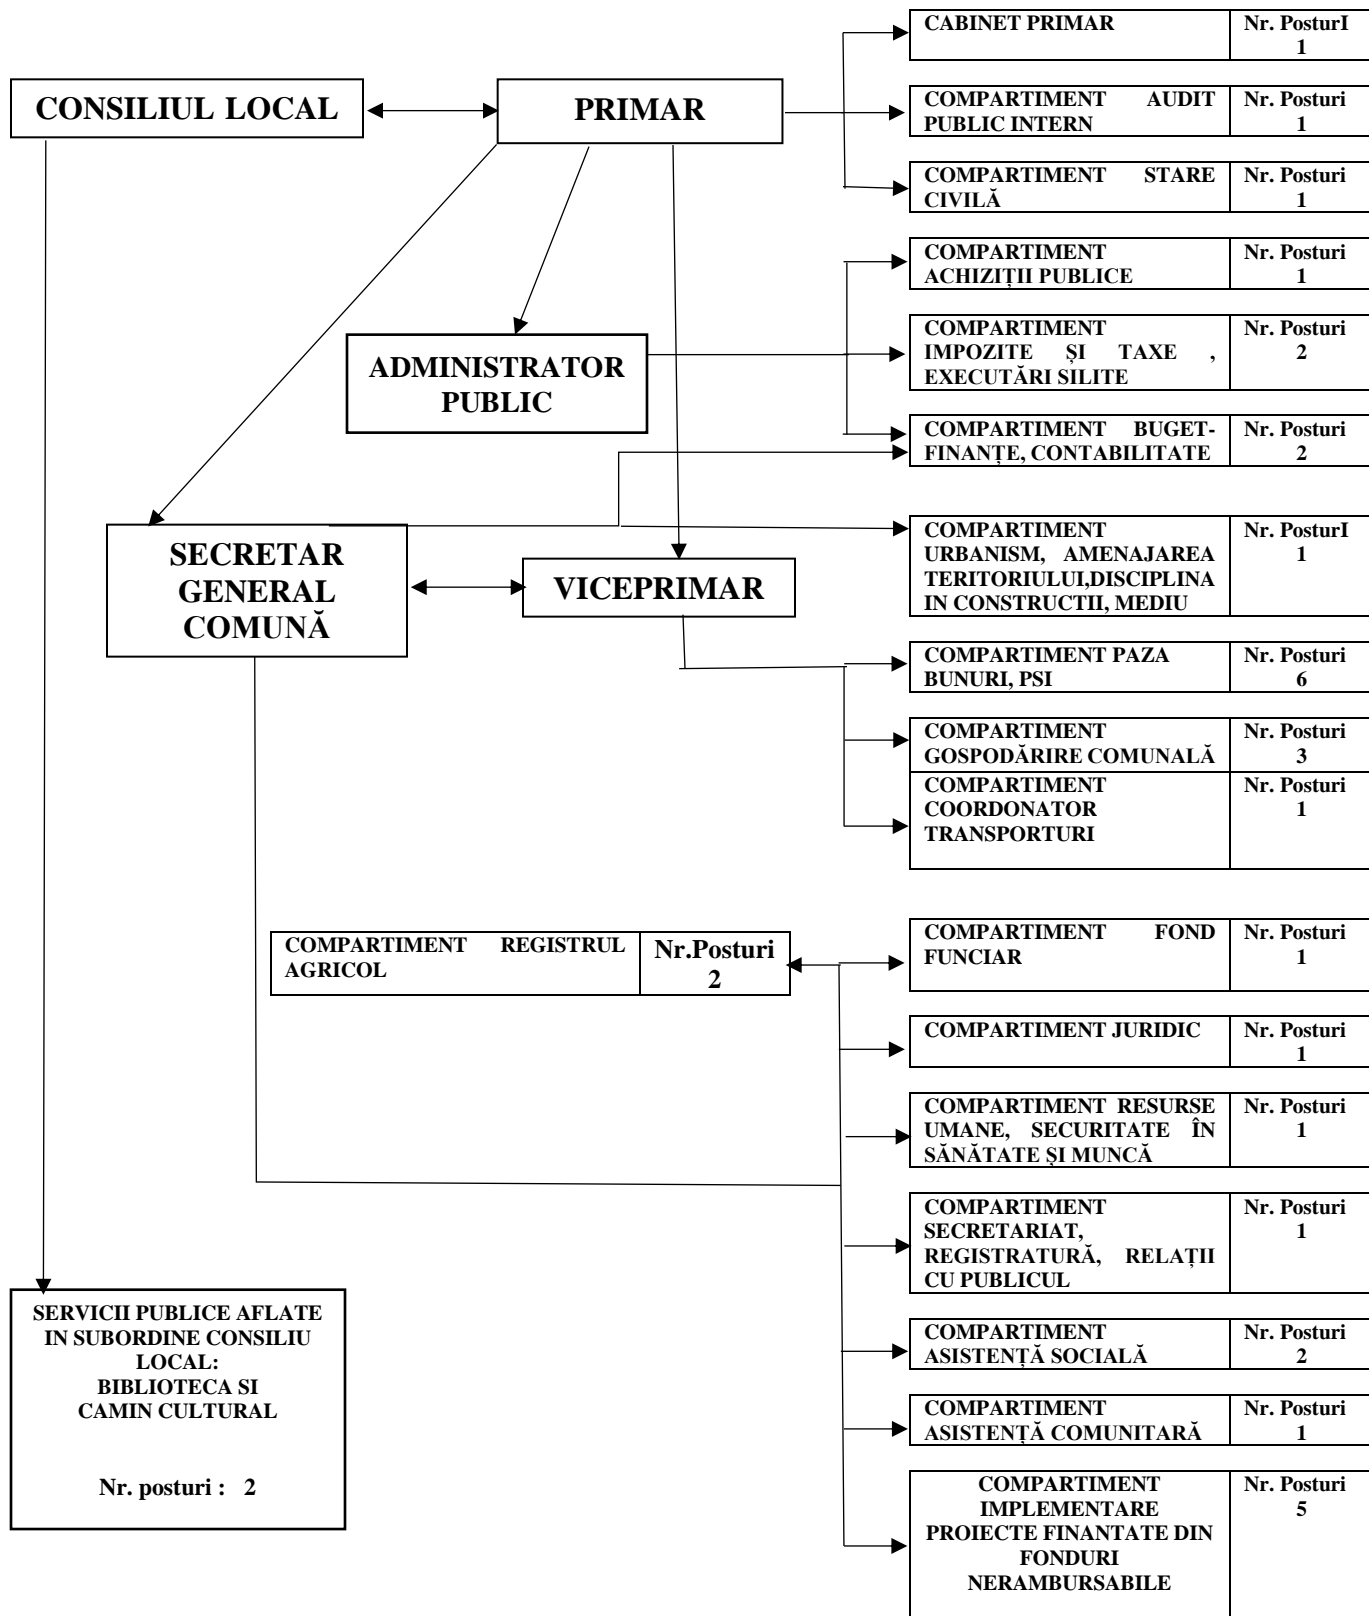 CABINET PRIMAR
Nr. PosturI
1
CONSILIUL LOCAL
PRIMAR
COMPARTIMENT AUDIT
PUBLIC INTERN
Nr. Posturi
1
COMPARTIMENT STARE
CIVILĂ
Nr. Posturi
1
COMPARTIMENT
ACHIZIȚII PUBLICE
Nr. Posturi
1
ADMINISTRATOR
PUBLIC
COMPARTIMENT
IMPOZITE ȘI TAXE ,
EXECUTĂRI SILITE
Nr. Posturi
2
COMPARTIMENT BUGET-
FINANȚE, CONTABILITATE
Nr. Posturi
2
SECRETAR
GENERAL
COMUNĂ
VICEPRIMAR
COMPARTIMENT
URBANISM, AMENAJAREA
TERITORIULUI,DISCIPLINA
IN CONSTRUCTII, MEDIU
Nr. PosturI
1
COMPARTIMENT PAZA
BUNURI, PSI
Nr. Posturi
6
COMPARTIMENT
GOSPODĂRIRE COMUNALĂ
Nr. Posturi
3
COMPARTIMENT
COORDONATOR
TRANSPORTURI
Nr. Posturi
1
COMPARTIMENT REGISTRUL
AGRICOL
Nr.Posturi
2
COMPARTIMENT FOND
FUNCIAR
Nr. Posturi
1
COMPARTIMENT JURIDIC
Nr. Posturi
1
COMPARTIMENT RESURSE
UMANE, SECURITATE ÎN
SĂNĂTATE ȘI MUNCĂ
Nr. Posturi
1
COMPARTIMENT
SECRETARIAT,
REGISTRATURĂ, RELAȚII
CU PUBLICUL
Nr. Posturi
1
SERVICII PUBLICE AFLATE
IN SUBORDINE CONSILIU
LOCAL:
BIBLIOTECA SI
CAMIN CULTURAL
Nr. posturi : 2
COMPARTIMENT
ASISTENȚĂ SOCIALĂ
Nr. Posturi
2
COMPARTIMENT
ASISTENȚĂ COMUNITARĂ
Nr. Posturi
1
COMPARTIMENT
IMPLEMENTARE
PROIECTE FINANTATE DIN
FONDURI
NERAMBURSABILE
Nr. Posturi
5